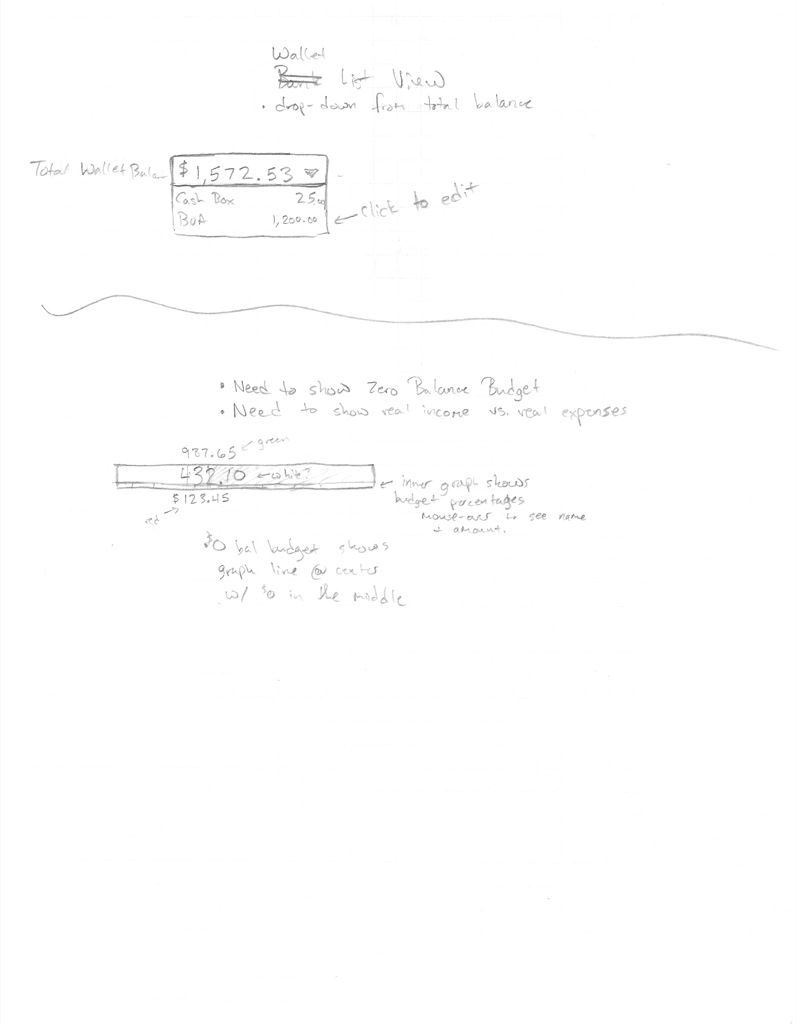 Wallet
Bank List View
• drop-down from total balance
Total Wallet Balan
$1,572.53
Cash Box 25.00
BofA 1,200.00
click to edit
• Need to show Zero Balance Budget
• Need to show real income vs. real expenses
987.65 green
432.10 white?
$123.45
red
inner graph shows
budget percentages
mouse-over to see name
+ amount.
$0 bal budget shows
graph line @ center
w/ $0 in the middle